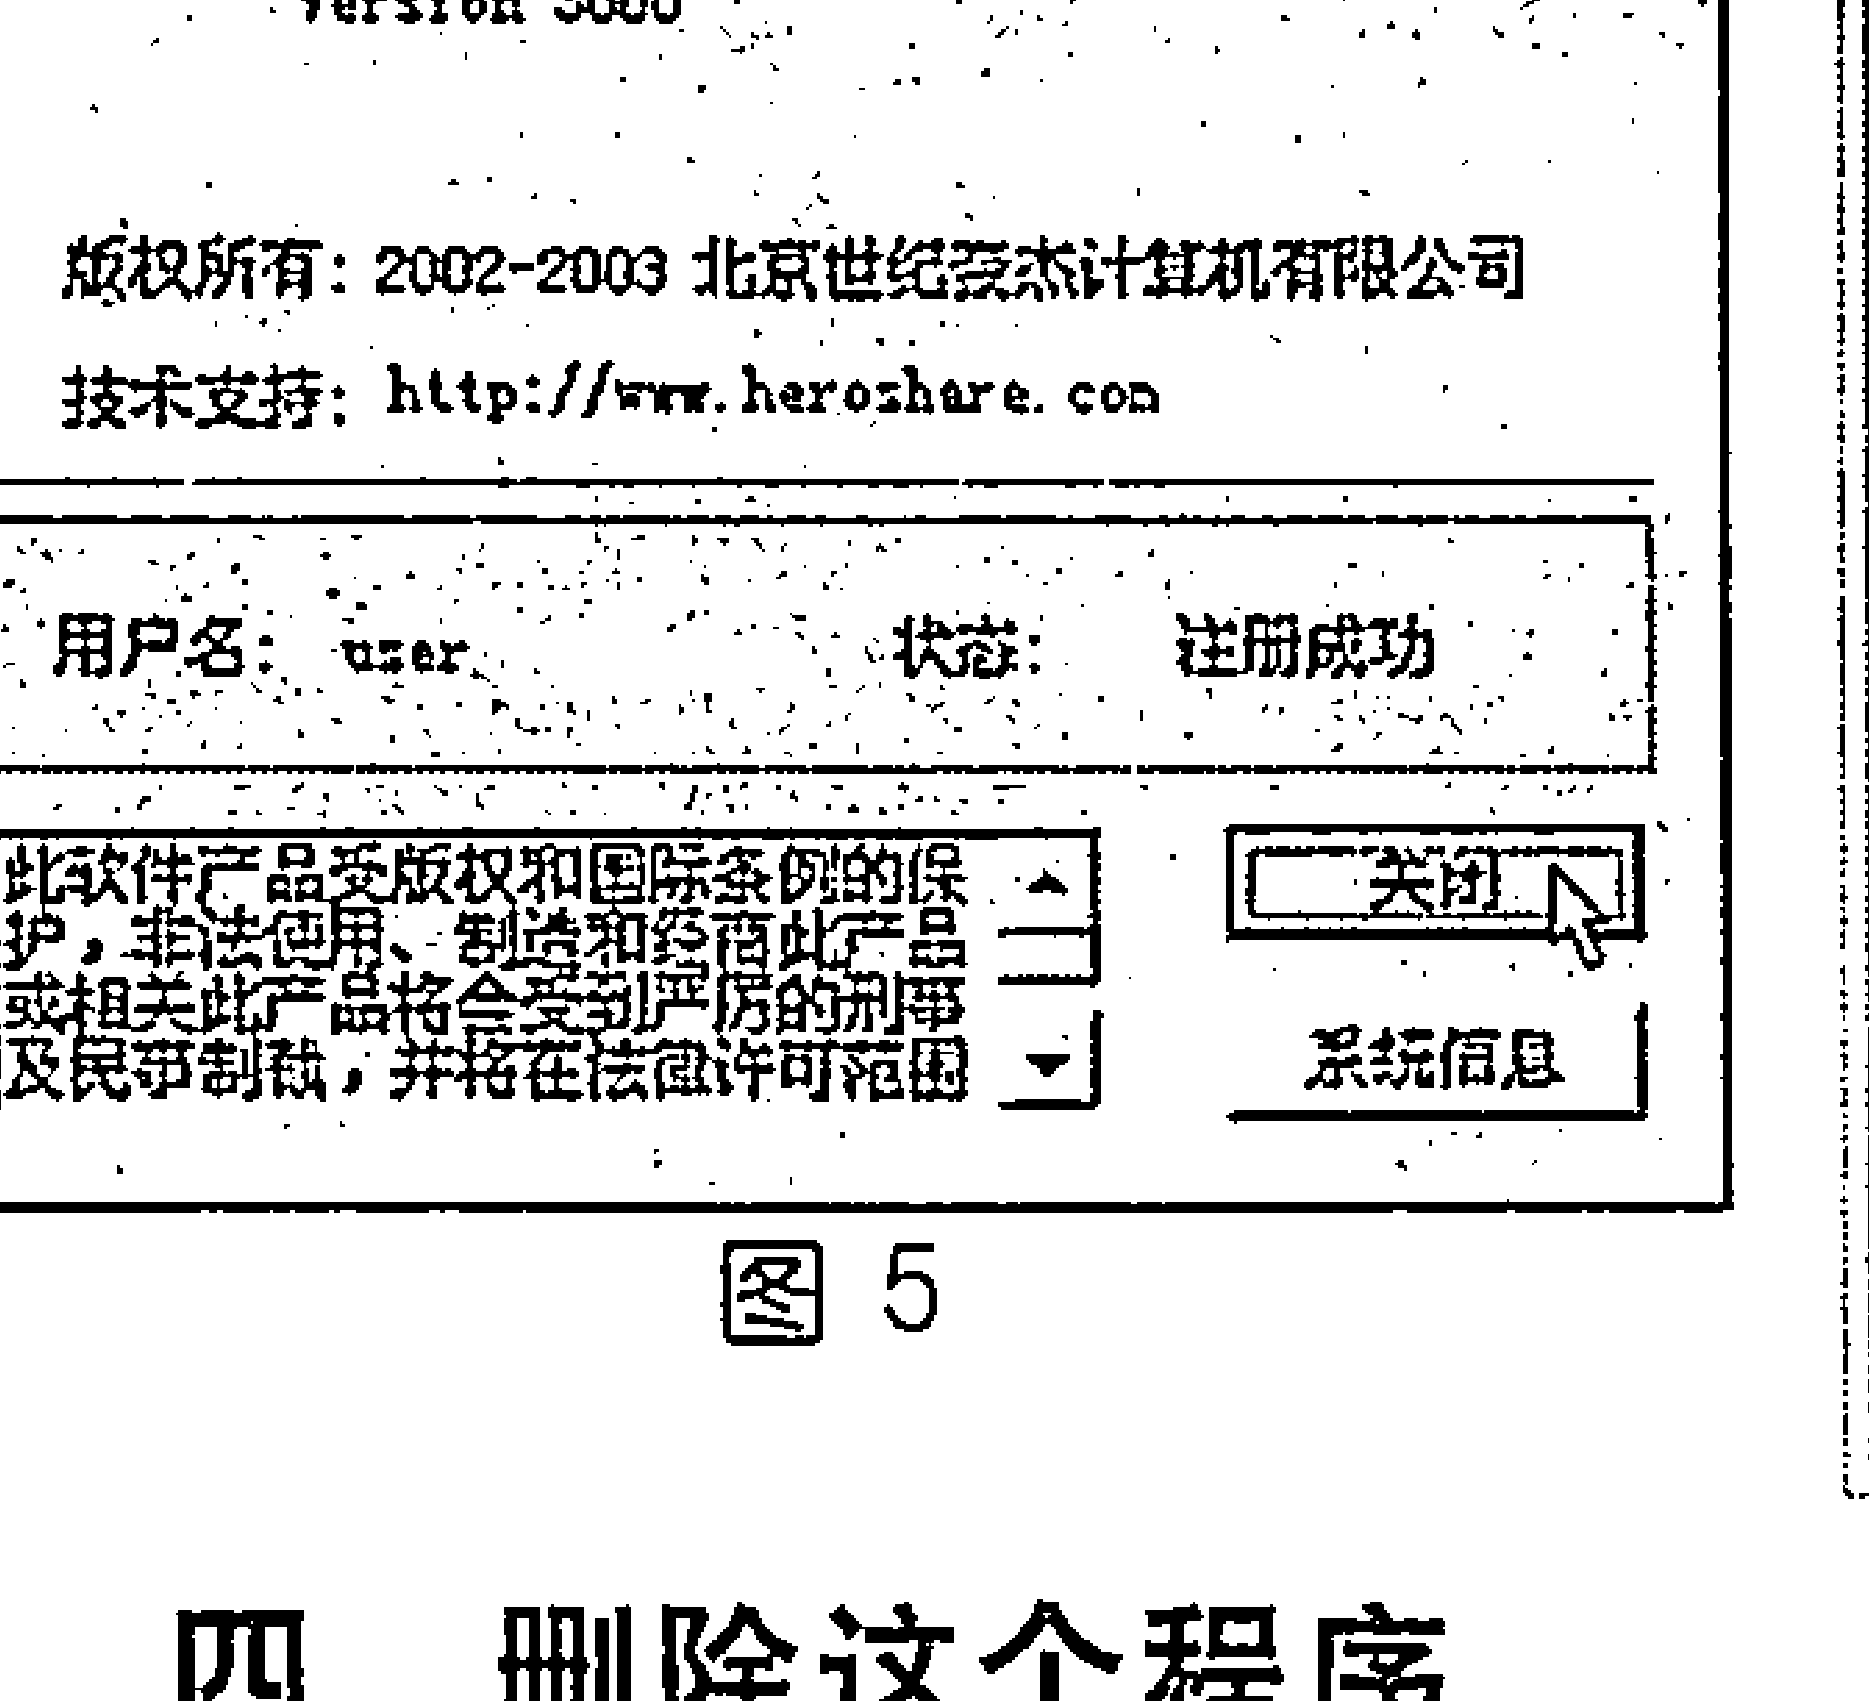 Version 3000
版权所有: 2002-2003 北京世纪豪杰计算机有限公司
技术支持: http://www.heroshare.com
用户名: user 状态: 注册成功
此软件产品受版权和国际条例的保
护,非法使用、制造和经商此产品
或相关此产品将会受到严厉的刑事
及民事制裁,并将在法律许可范围
关闭
系统信息
图 5
四 删除这个程序